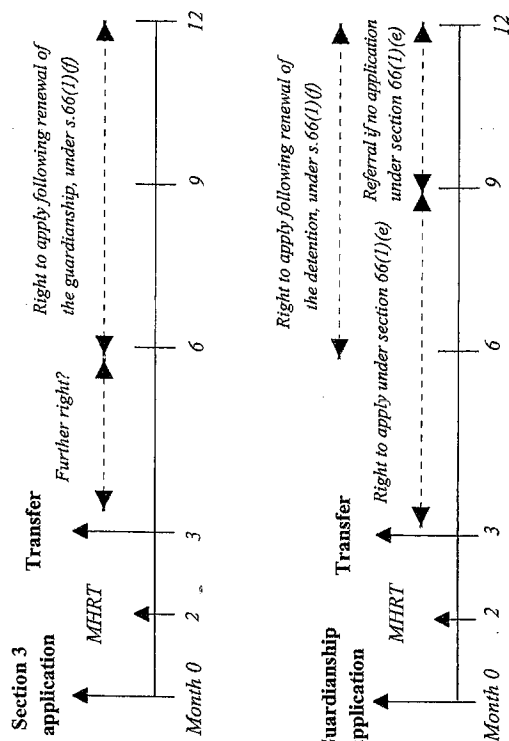 Section 3
application
Transfer
MHRT
Further right?
Right to apply following renewal of
the guardianship, under s.66(1)(f)
Month 0
2
3
6
9
12
Guardianship
application
Transfer
MHRT
Right to apply following renewal of
the detention, under s.66(1)(f)
Right to apply under section 66(1)(e)
Referral if no application
under section 66(1)(e)
Month 0
2
3
6
9
12